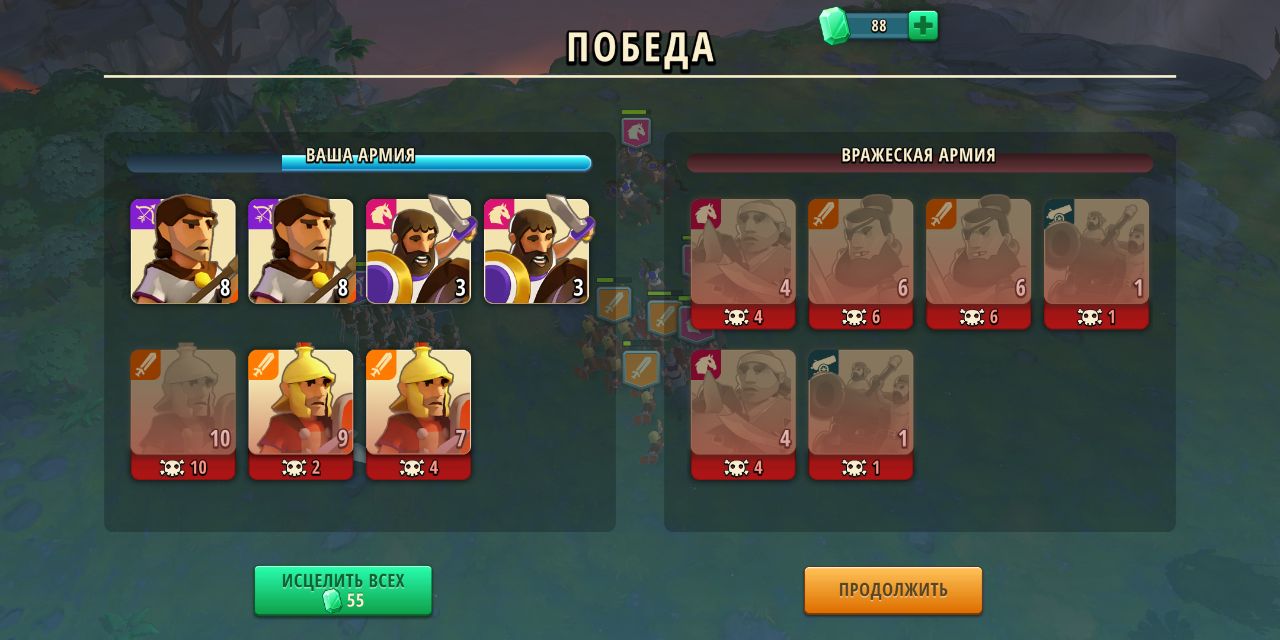 88
ПОБЕДА
ВАША АРМИЯ
ВРАЖЕСКАЯ АРМИЯ
8 8 3 3
4 6 6 1
4 6 6 1
10 9 7
4 1
10 2 4
4 1
ИСЦЕЛИТЬ ВСЕХ
55
ПРОДОЛЖИТЬ